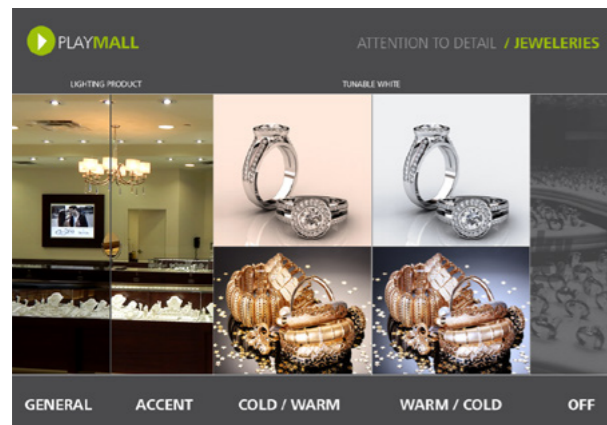 PLAYMALL
ATTENTION TO DETAIL / JEWELERIES
LIGHTING PRODUCT
TUNABLE WHITE
GENERAL
ACCENT
COLD / WARM
WARM / COLD
OFF